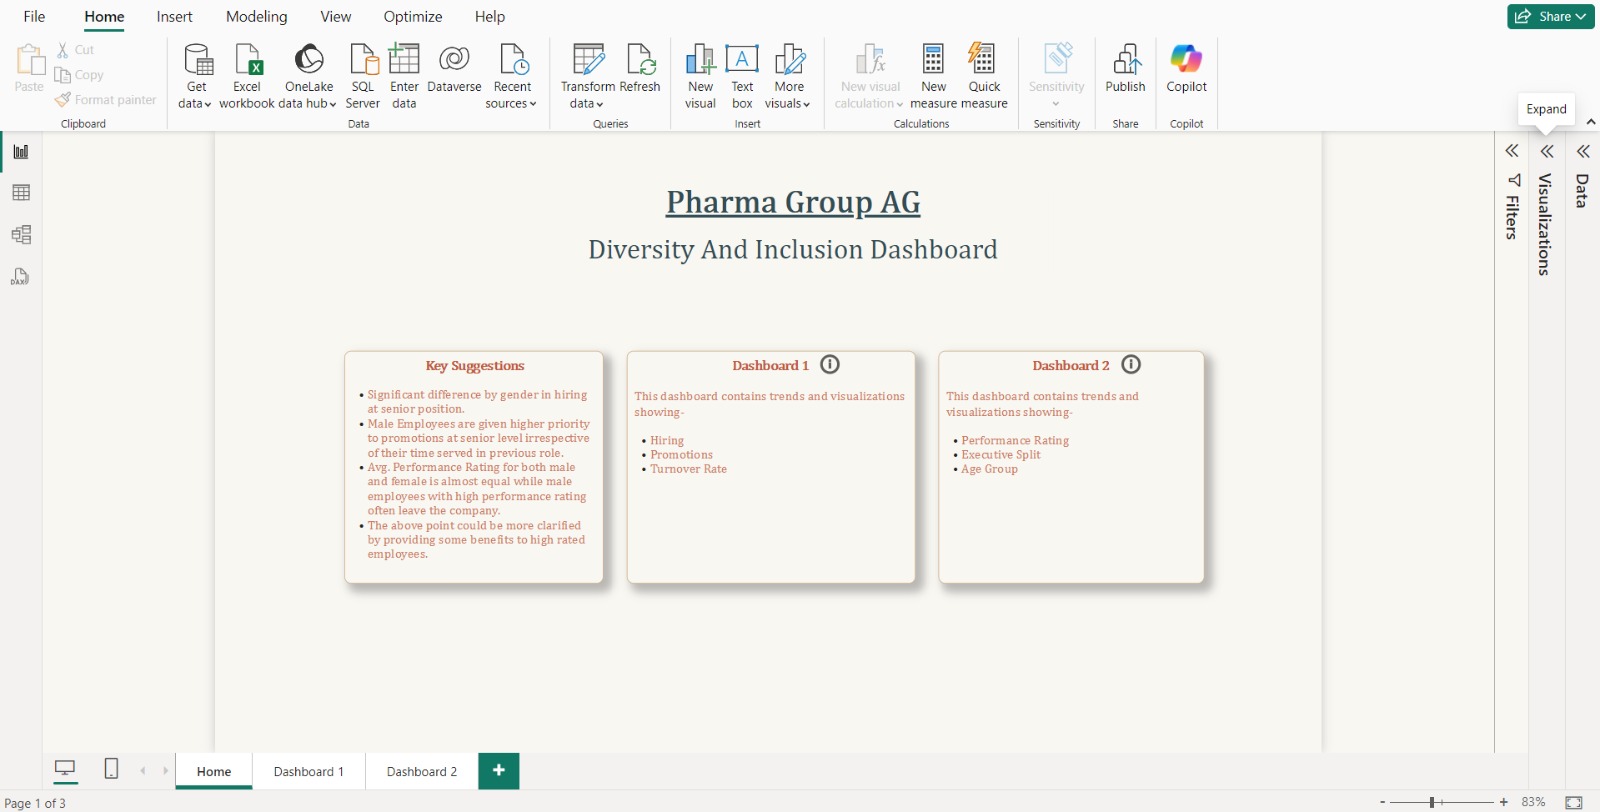 File Home Insert Modeling View Optimize Help
Share
Paste
Cut
Copy
Format painter
Clipboard
Get data
Excel workbook
OneLake data hub
SQL Server
Enter data
Dataverse
Recent sources
Data
Transform data
Refresh
Queries
New visual
Text box
More visuals
Insert
New visual calculation
New measure
Quick measure
Calculations
Sensitivity
Sensitivity
Publish
Share
Copilot
Copilot
Expand
Filters
Visualizations
Data
Pharma Group AG
Diversity And Inclusion Dashboard
Key Suggestions
• Significant difference by gender in hiring
at senior position.
• Male Employees are given higher priority
to promotions at senior level irrespective
of their time served in previous role.
• Avg. Performance Rating for both male
and female is almost equal while male
employees with high performance rating
often leave the company.
• The above point could be more clarified
by providing some benefits to high rated
employees.
Dashboard 1
This dashboard contains trends and visualizations
showing-
• Hiring
• Promotions
• Turnover Rate
Dashboard 2
This dashboard contains trends and
visualizations showing-
• Performance Rating
• Executive Split
• Age Group
Home Dashboard 1 Dashboard 2 +
Page 1 of 3
- + 83%